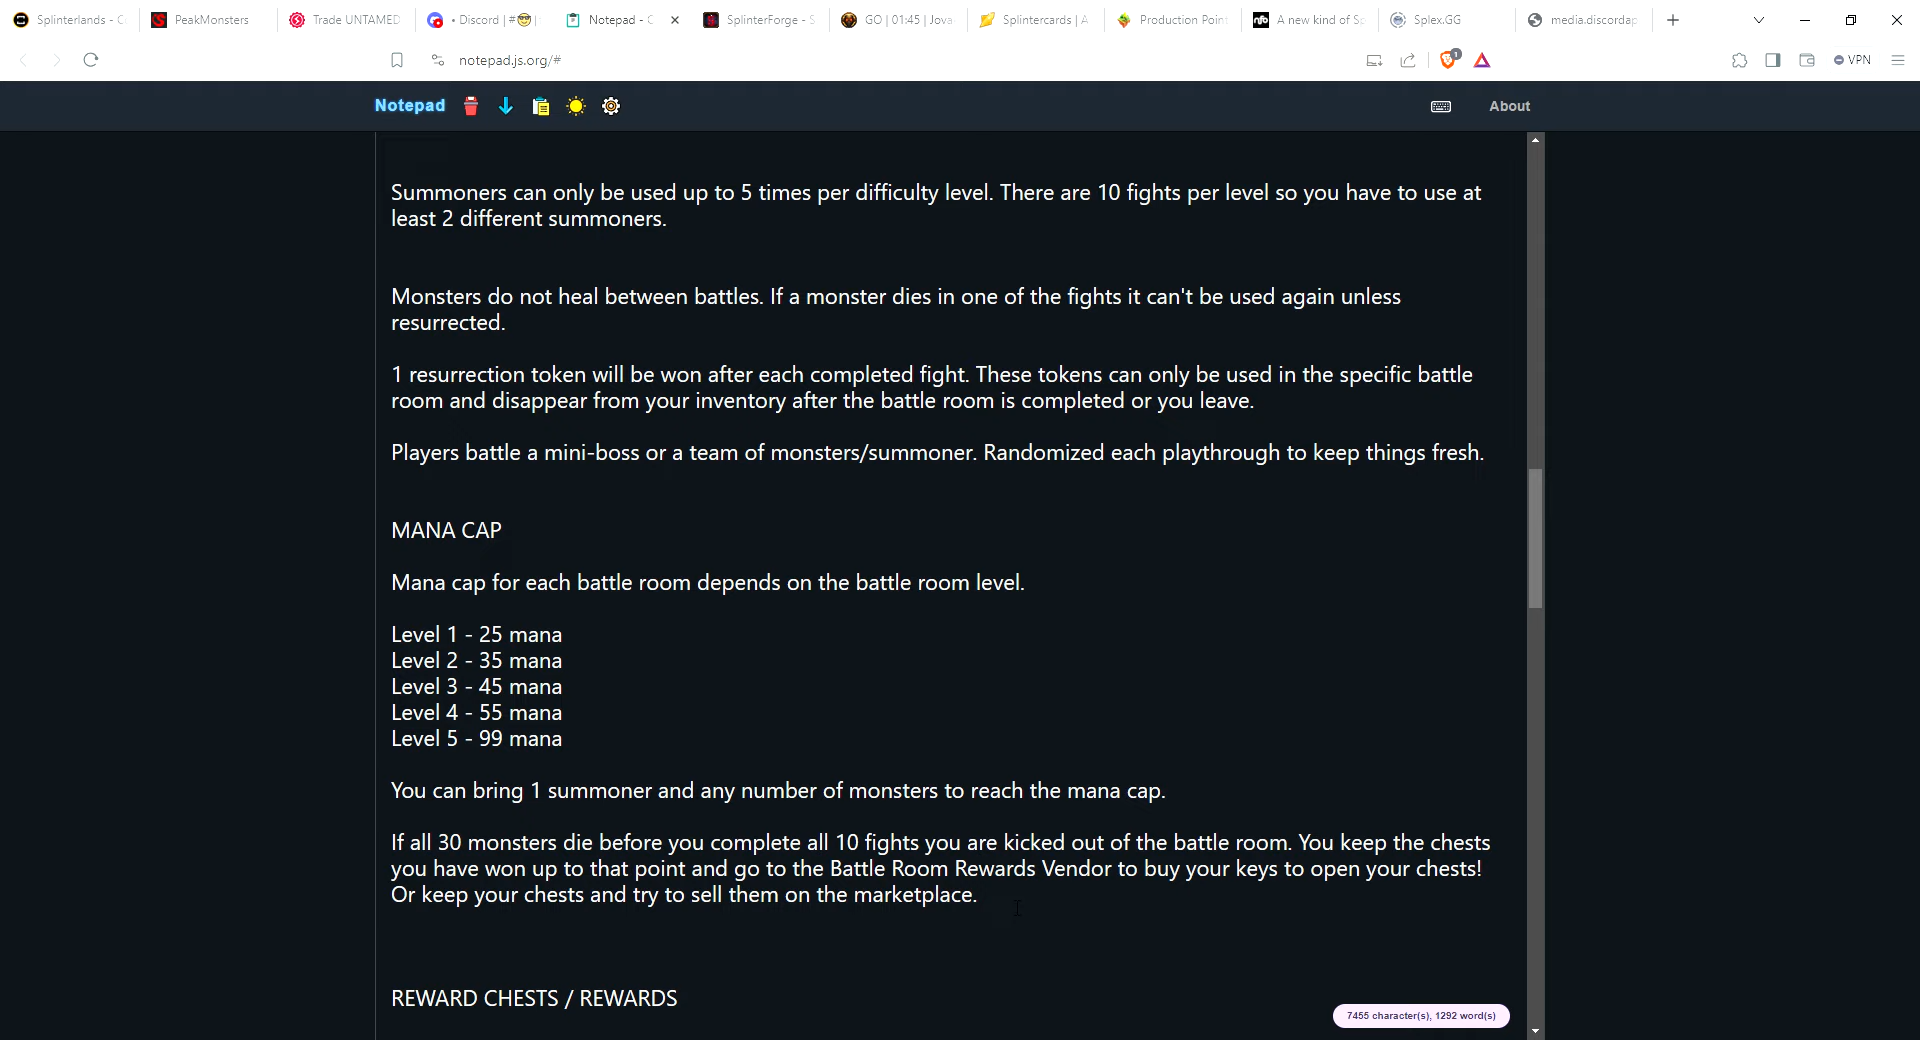 Splinterlands - C
PeakMonsters
Trade UNTAMED
• Discord | #😎 |
Notepad - C
SplinterForge - S
GO | 01:45 | Jova
Splintercards | A
Production Point
A new kind of Sp
Splex.GG
media.discordap
notepad.js.org/#
1
VPN
Notepad
About
Summoners can only be used up to 5 times per difficulty level. There are 10 fights per level so you have to use at
least 2 different summoners.
Monsters do not heal between battles. If a monster dies in one of the fights it can't be used again unless
resurrected.
1 resurrection token will be won after each completed fight. These tokens can only be used in the specific battle
room and disappear from your inventory after the battle room is completed or you leave.
Players battle a mini-boss or a team of monsters/summoner. Randomized each playthrough to keep things fresh.
MANA CAP
Mana cap for each battle room depends on the battle room level.
Level 1 - 25 mana
Level 2 - 35 mana
Level 3 - 45 mana
Level 4 - 55 mana
Level 5 - 99 mana
You can bring 1 summoner and any number of monsters to reach the mana cap.
If all 30 monsters die before you complete all 10 fights you are kicked out of the battle room. You keep the chests
you have won up to that point and go to the Battle Room Rewards Vendor to buy your keys to open your chests!
Or keep your chests and try to sell them on the marketplace.
REWARD CHESTS / REWARDS
7455 character(s), 1292 word(s)